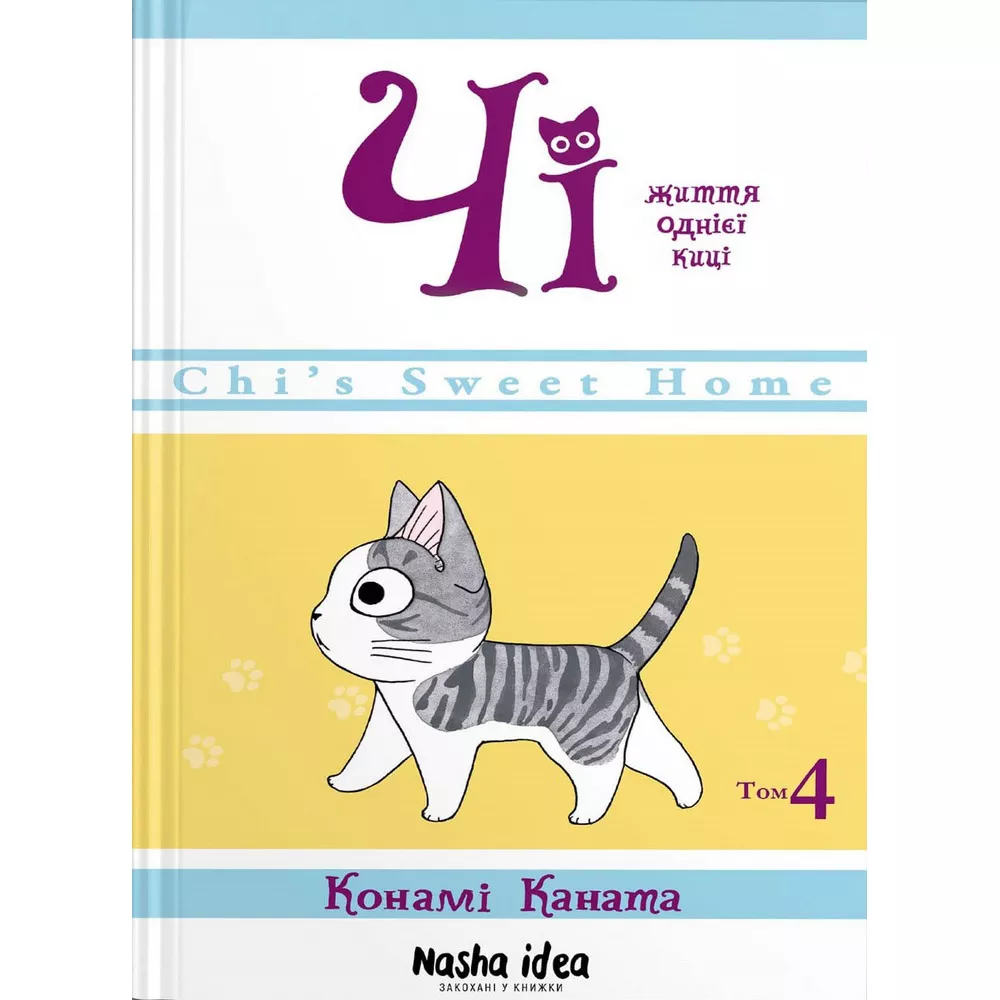 Чі
життя
однієї
киці
Chi's Sweet Home
Том 4
Конамі Каната
Nasha idea
ЗАКОХАНІ У КНИЖКИ